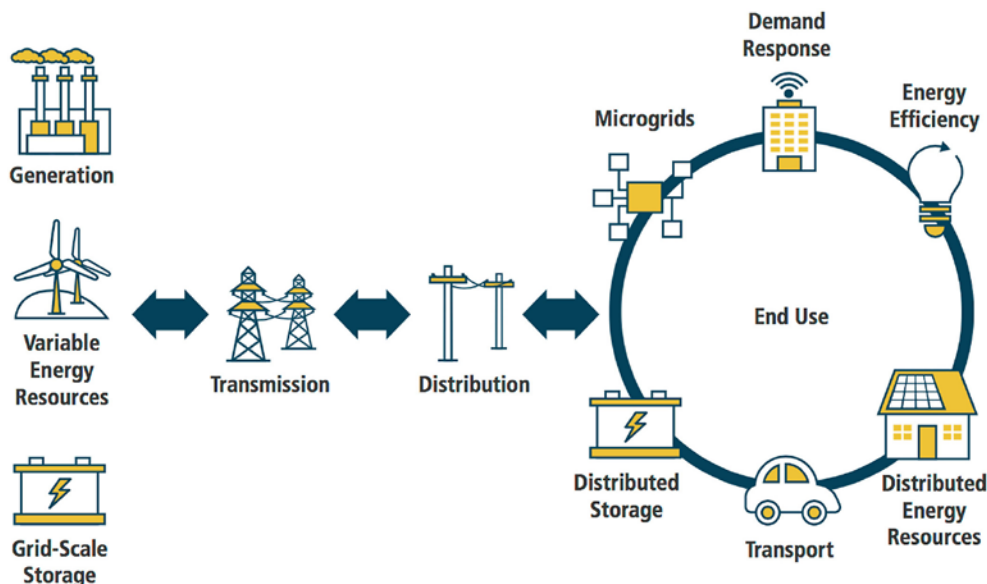 Generation
Variable
Energy
Resources
Grid-Scale
Storage
Transmission
Distribution
Demand
Response
Microgrids
Energy
Efficiency
End Use
Distributed
Storage
Transport
Distributed
Energy
Resources